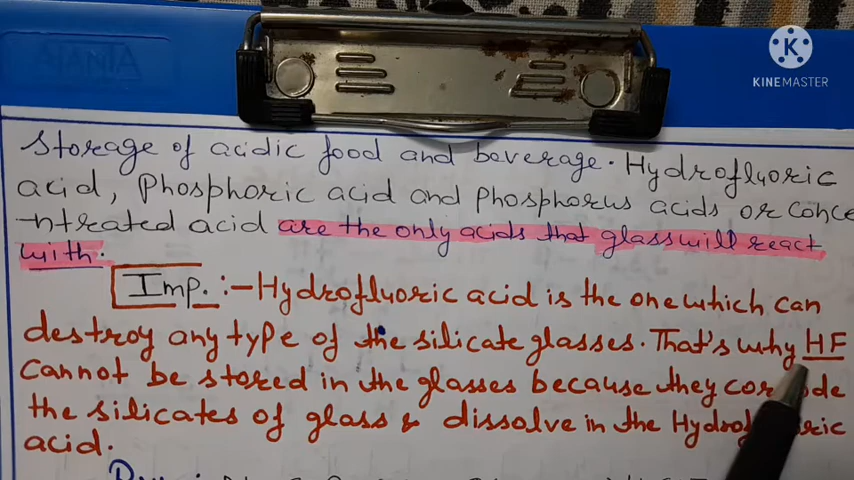 KINEMASTER
Storage of acidic food and beverage. Hydrofluoric
acid, Phosphoric acid and Phosphorus acids or conce
-ntrated acid are the only acids that glass will react
with.
Imp. :- Hydrofluoric acid is the one which can
destroy any type of the silicate glasses. That's why HF
cannot be stored in the glasses because they
the silicates of glass & dissolve in the
acid.